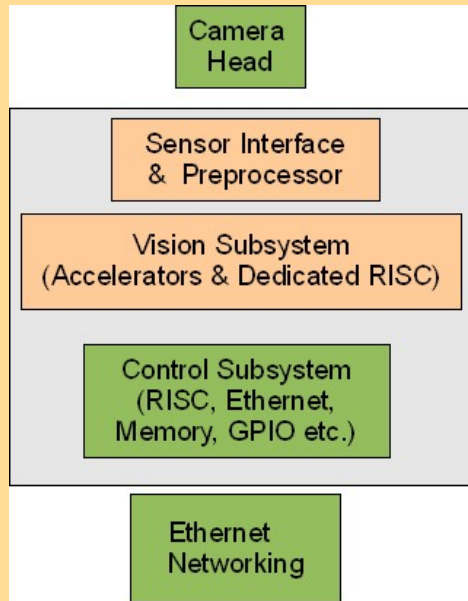 Camera
Head
Sensor Interface
& Preprocessor
Vision Subsystem
(Accelerators & Dedicated RISC)
Control Subsystem
(RISC, Ethernet,
Memory, GPIO etc.)
Ethernet
Networking